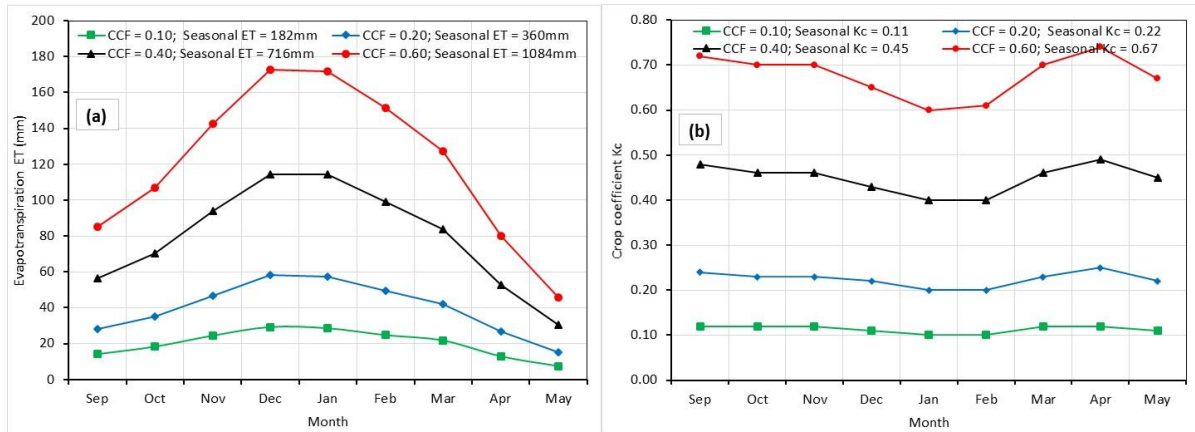 CCF = 0.10; Seasonal ET = 182mm
CCF = 0.20; Seasonal ET = 360mm
CCF = 0.40; Seasonal ET = 716mm
CCF = 0.60; Seasonal ET = 1084mm
(a)
Evapotranspiration ET (mm)
200
180
160
140
120
100
80
60
40
20
0
Sep Oct Nov Dec Jan Feb Mar Apr May
Month
CCF = 0.10; Seasonal Kc = 0.11
CCF = 0.20; Seasonal Kc = 0.22
CCF = 0.40; Seasonal Kc = 0.45
CCF = 0.60; Seasonal Kc = 0.67
(b)
Crop coefficient Kc
0.80
0.70
0.60
0.50
0.40
0.30
0.20
0.10
0.00
Sep Oct Nov Dec Jan Feb Mar Apr May
Month